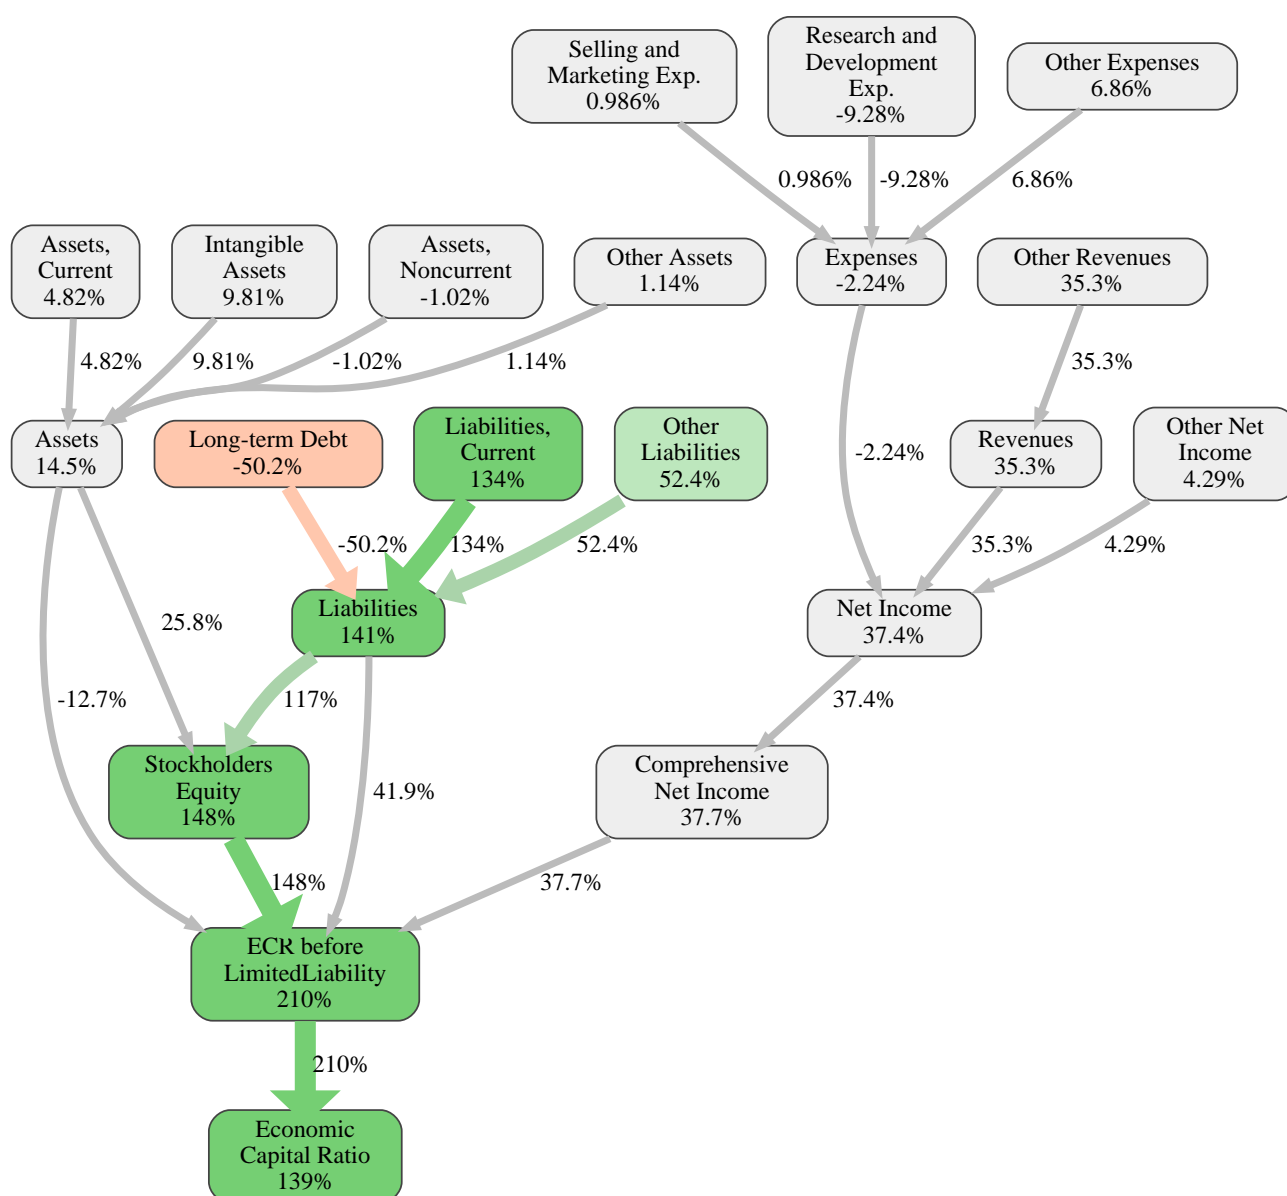 Selling and
Marketing Exp.
0.986%
Research and
Development
Exp.
-9.28%
Other Expenses
6.86%
0.986%
-9.28%
6.86%
Assets,
Current
4.82%
Intangible
Assets
9.81%
Assets,
Noncurrent
-1.02%
Other Assets
1.14%
Expenses
-2.24%
Other Revenues
35.3%
4.82%
9.81%
-1.02%
1.14%
35.3%
Assets
14.5%
Long-term Debt
-50.2%
Liabilities,
Current
134%
Other
Liabilities
52.4%
-2.24%
Revenues
35.3%
Other Net
Income
4.29%
-50.2%
134%
52.4%
35.3%
4.29%
Liabilities
141%
Net Income
37.4%
25.8%
-12.7%
117%
37.4%
Stockholders
Equity
148%
41.9%
Comprehensive
Net Income
37.7%
148%
37.7%
ECR before
LimitedLiability
210%
210%
Economic
Capital Ratio
139%